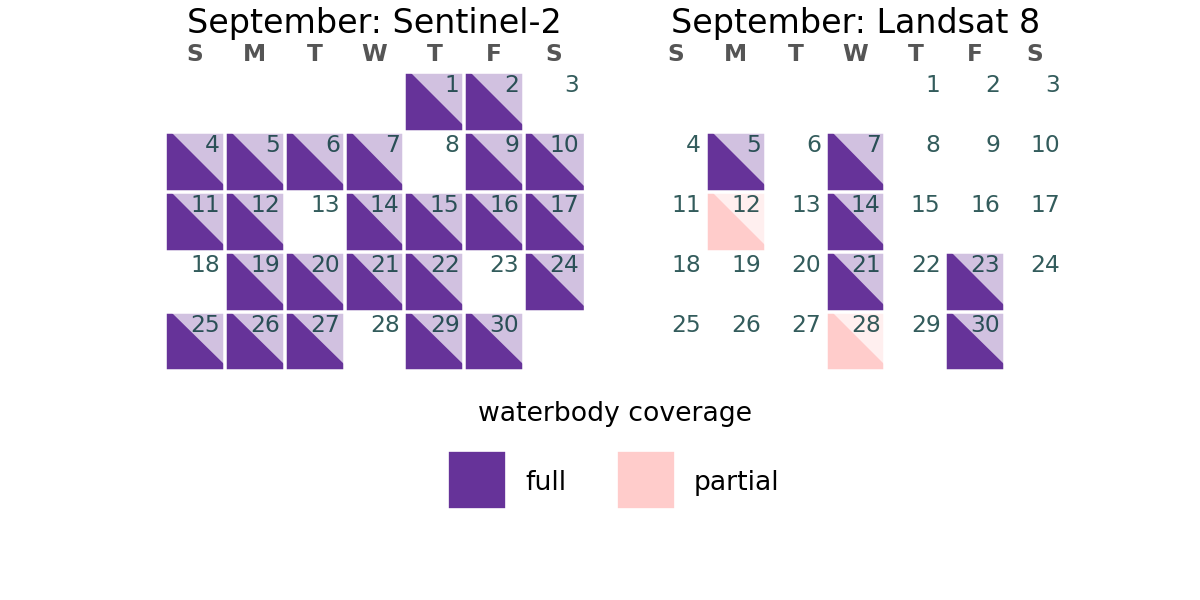 September: Sentinel-2
S M T W T F S
1 2 3
4 5 6 7 8 9 10
11 12 13 14 15 16 17
18 19 20 21 22 23 24
25 26 27 28 29 30
September: Landsat 8
S M T W T F S
1 2 3
4 5 6 7 8 9 10
11 12 13 14 15 16 17
18 19 20 21 22 23 24
25 26 27 28 29 30
waterbody coverage
full partial